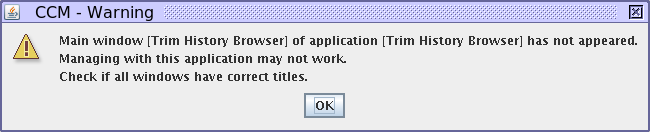 CCM - Warning
Main window [Trim History Browser] of application [Trim History Browser] has not appeared.
Managing with this application may not work.
Check if all windows have correct titles.
OK